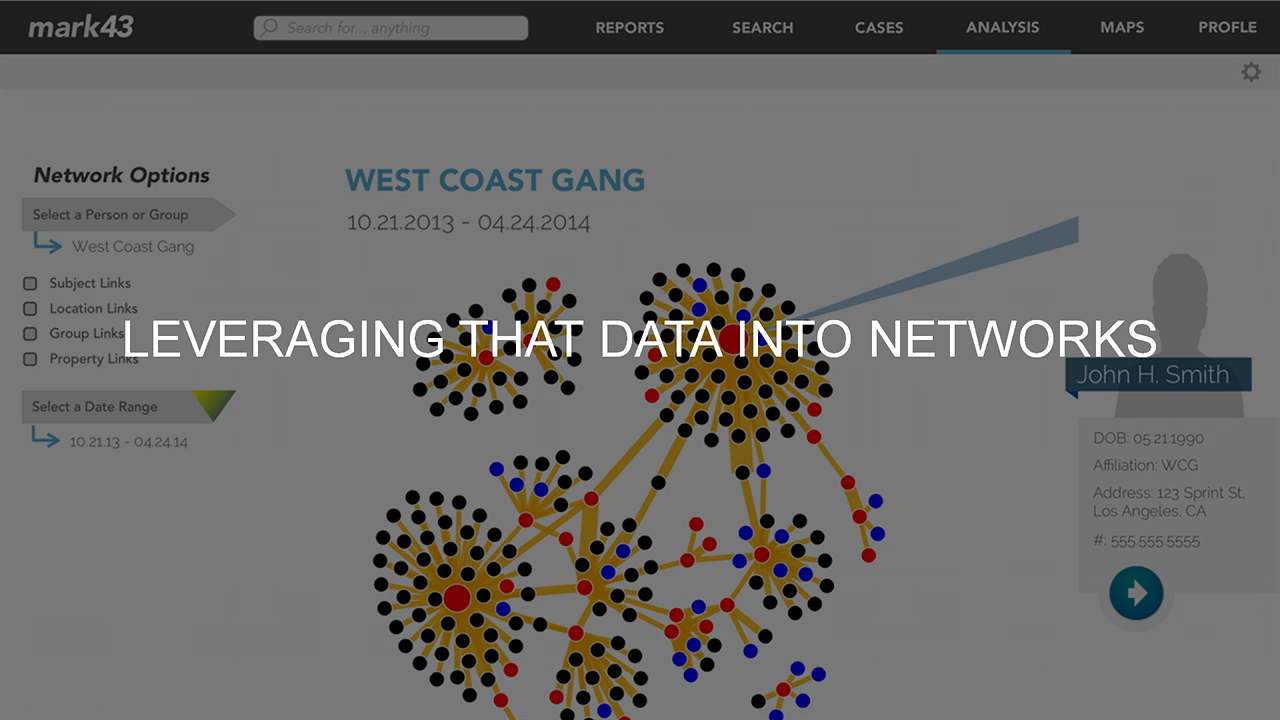 mark43
Search for... anything
REPORTS
SEARCH
CASES
ANALYSIS
MAPS
PROFILE
Network Options
Select a Person or Group
West Coast Gang
Subject Links
Location Links
Group Links
Property Links
Select a Date Range
10.21.13 - 04.24.14
WEST COAST GANG
10.21.2013 - 04.24.2014
LEVERAGING THAT DATA INTO NETWORKS
John H. Smith
DOB: 05.21.1990
Affiliation: WCG
Address: 123 Sprint St,
Los Angeles, CA
#: 555.555.5555